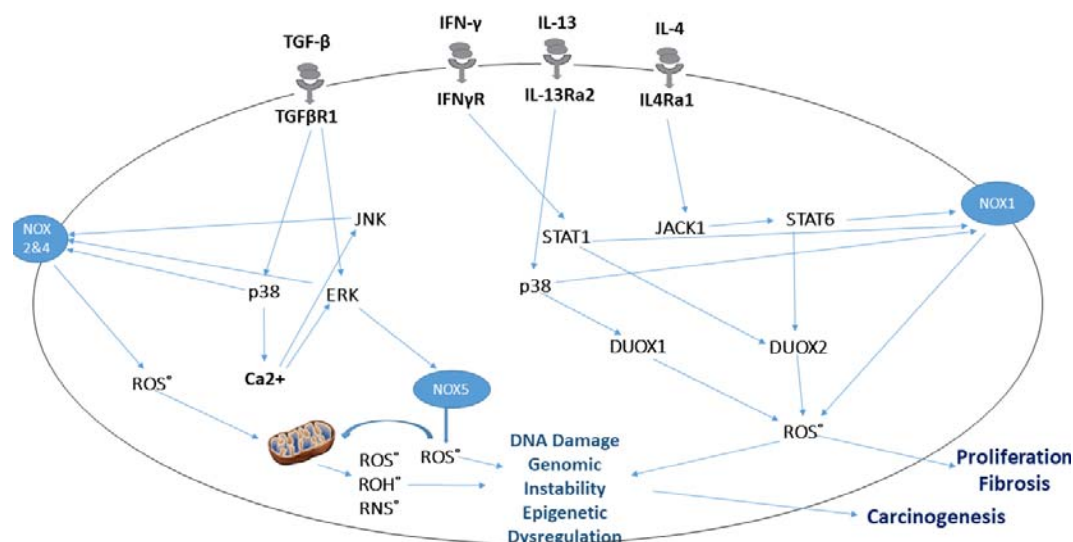 TGF-β
IFN-γ
IL-13
IL-4
TGFβR1
IFNγR
IL-13Ra2
IL4Ra1
NOX
2&4
JNK
STAT1
JACK1
STAT6
NOX1
p38
ERK
p38
Ca2+
DUOX1
DUOX2
ROS•
NOX5
ROS•
ROH•
RNS•
ROS•
DNA Damage
Genomic
Instability
Epigenetic
Dysregulation
ROS•
Proliferation
Fibrosis
Carcinogenesis